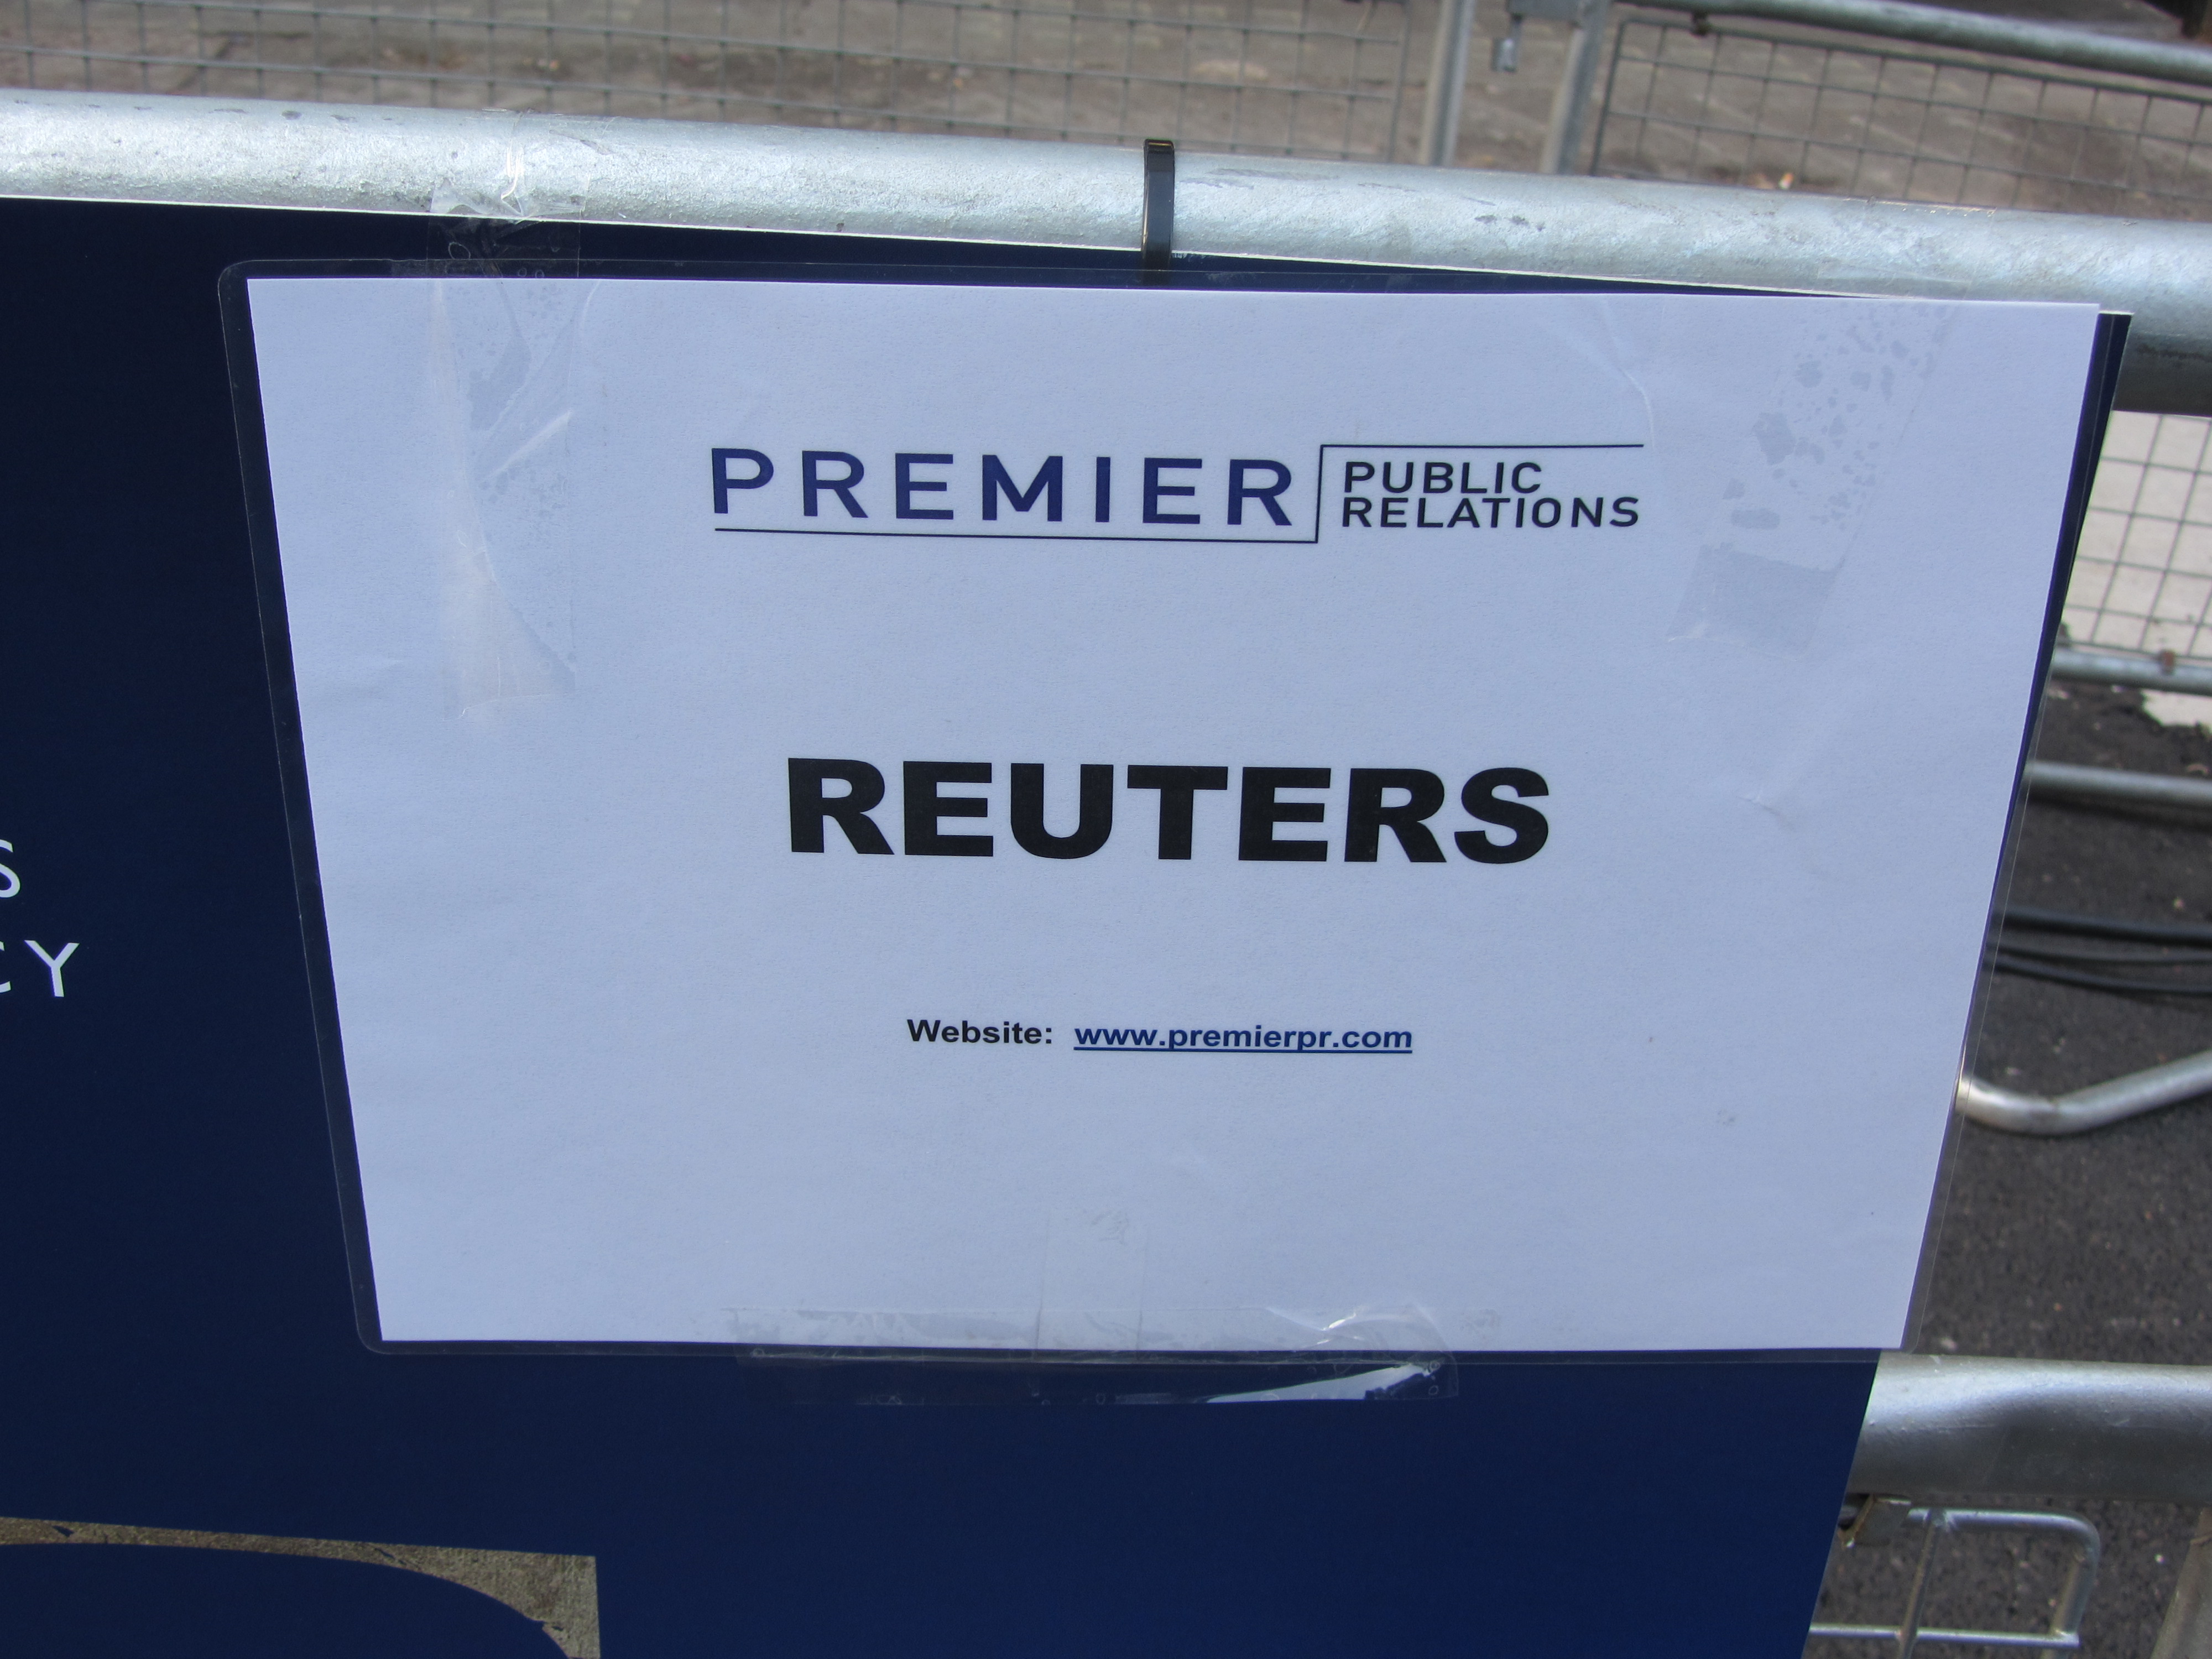 PREMIER PUBLIC RELATIONS
REUTERS
Website: www.premierpr.com